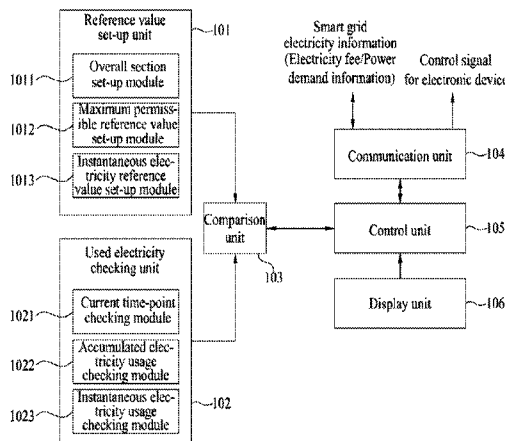 Reference value
set-up unit
101
1011
Overall section
set-up module
1012
Maximum permis-
sible reference value
set-up module
1013
Instantaneous elec-
tricity reference
value set-up module
Used electricity
checking unit
1021
Current time-point
checking module
1022
Accumulated elec-
tricity usage
checking module
1023
Instantaneous elec-
tricity usage
checking module
102
Comparison
unit
103
Smart grid
electricity information
(Electricity fee/Power
demand information)
Control signal
for electronic device
Communication unit
104
Control unit
105
Display unit
106